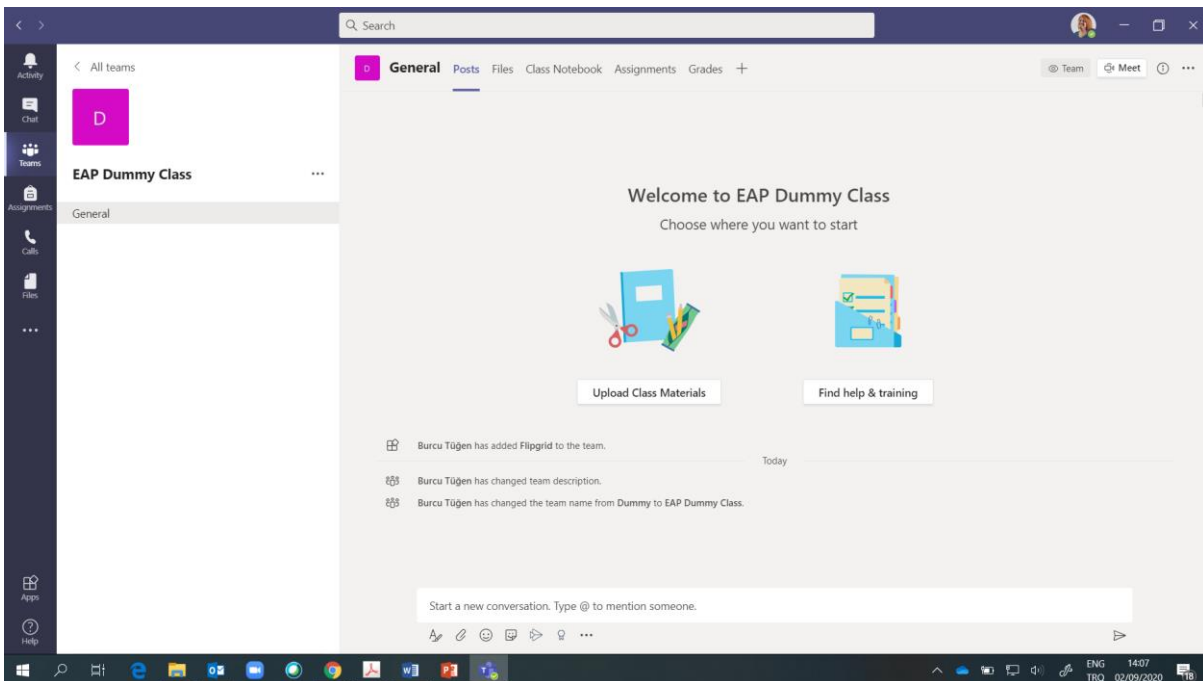 Search
Activity
Chat
Teams
Assignments
Calls
Files
Apps
Help
All teams
D
EAP Dummy Class
General
D
General Posts Files Class Notebook Assignments Grades
Team
Meet
Welcome to EAP Dummy Class
Choose where you want to start
Upload Class Materials
Find help & training
Burcu Tüğen has added Flipgrid to the team.
Today
Burcu Tüğen has changed team description.
Burcu Tüğen has changed the team name from Dummy to EAP Dummy Class.
Start a new conversation. Type @ to mention someone.
ENG 14:07
TRQ 02/09/2020
18